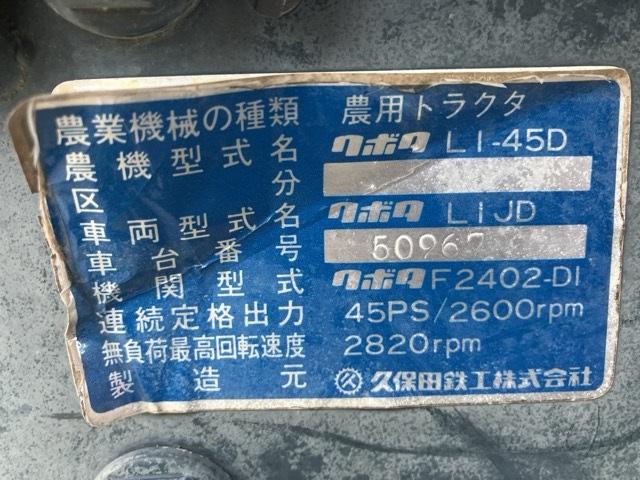 農業機械の種類 農用トラクタ
農機型式名 クボタ L1-45D
区分
車両型式名 クボタ L1JD
車台番号 50967
機関型式 クボタ F2402-D1
連続定格出力 45PS/2600rpm
無負荷最高回転速度 2820rpm
製造元 久保田鉄工株式会社